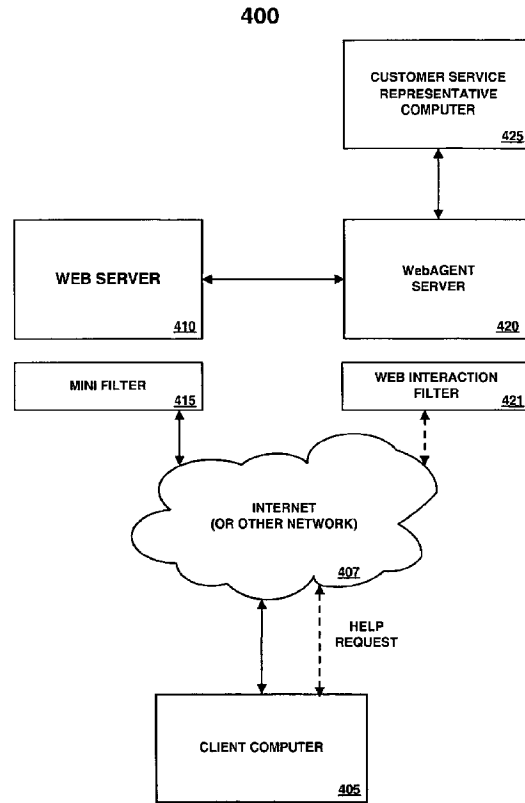 400
CUSTOMER SERVICE
REPRESENTATIVE
COMPUTER
425
WEB SERVER
410
WebAGENT
SERVER
420
MINI FILTER
415
WEB INTERACTION
FILTER
421
INTERNET
(OR OTHER NETWORK)
407
HELP
REQUEST
CLIENT COMPUTER
405